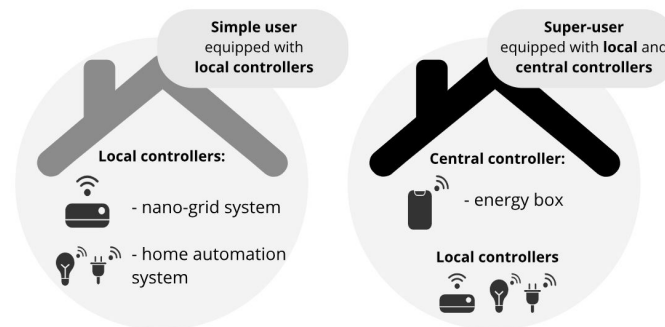 Simple user
equipped with
local controllers
Local controllers:
- nano-grid system
- home automation
system
Super-user
equipped with local and
central controllers
Central controller:
- energy box
Local controllers